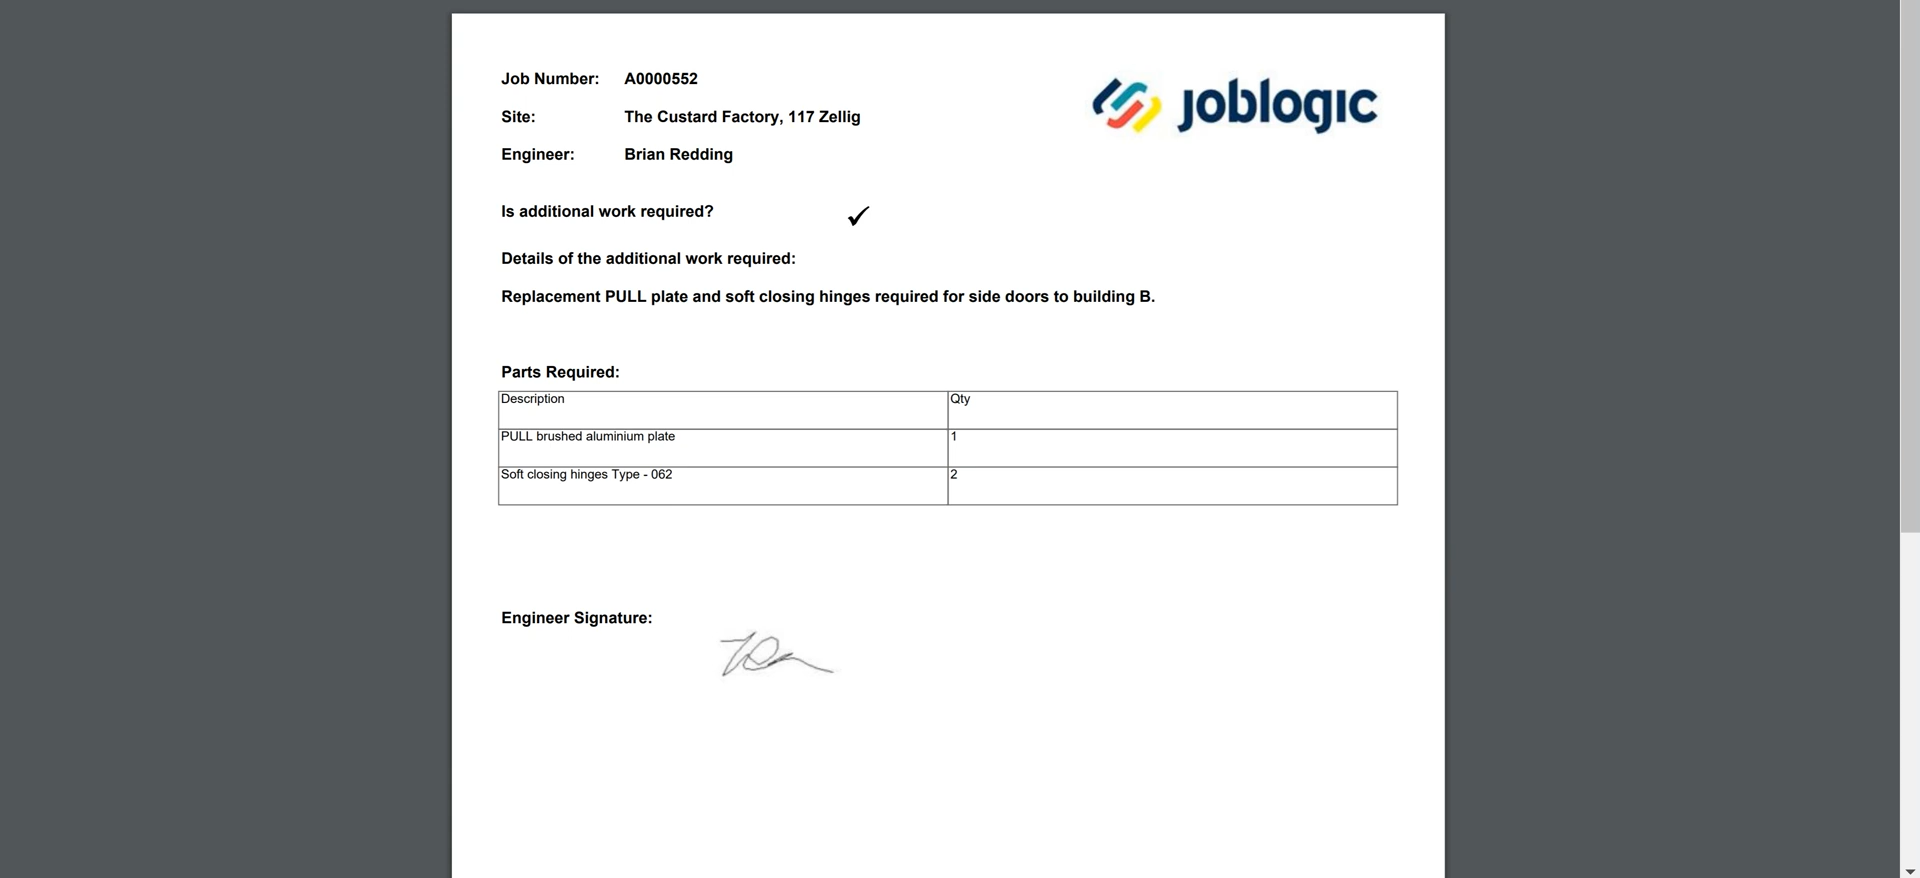 Job Number: A0000552
joblogic
Site: The Custard Factory, 117 Zellig
Engineer: Brian Redding
Is additional work required? ✓
Details of the additional work required:
Replacement PULL plate and soft closing hinges required for side doors to building B.
Parts Required:
Description Qty
PULL brushed aluminium plate 1
Soft closing hinges Type - 062 2
Engineer Signature: